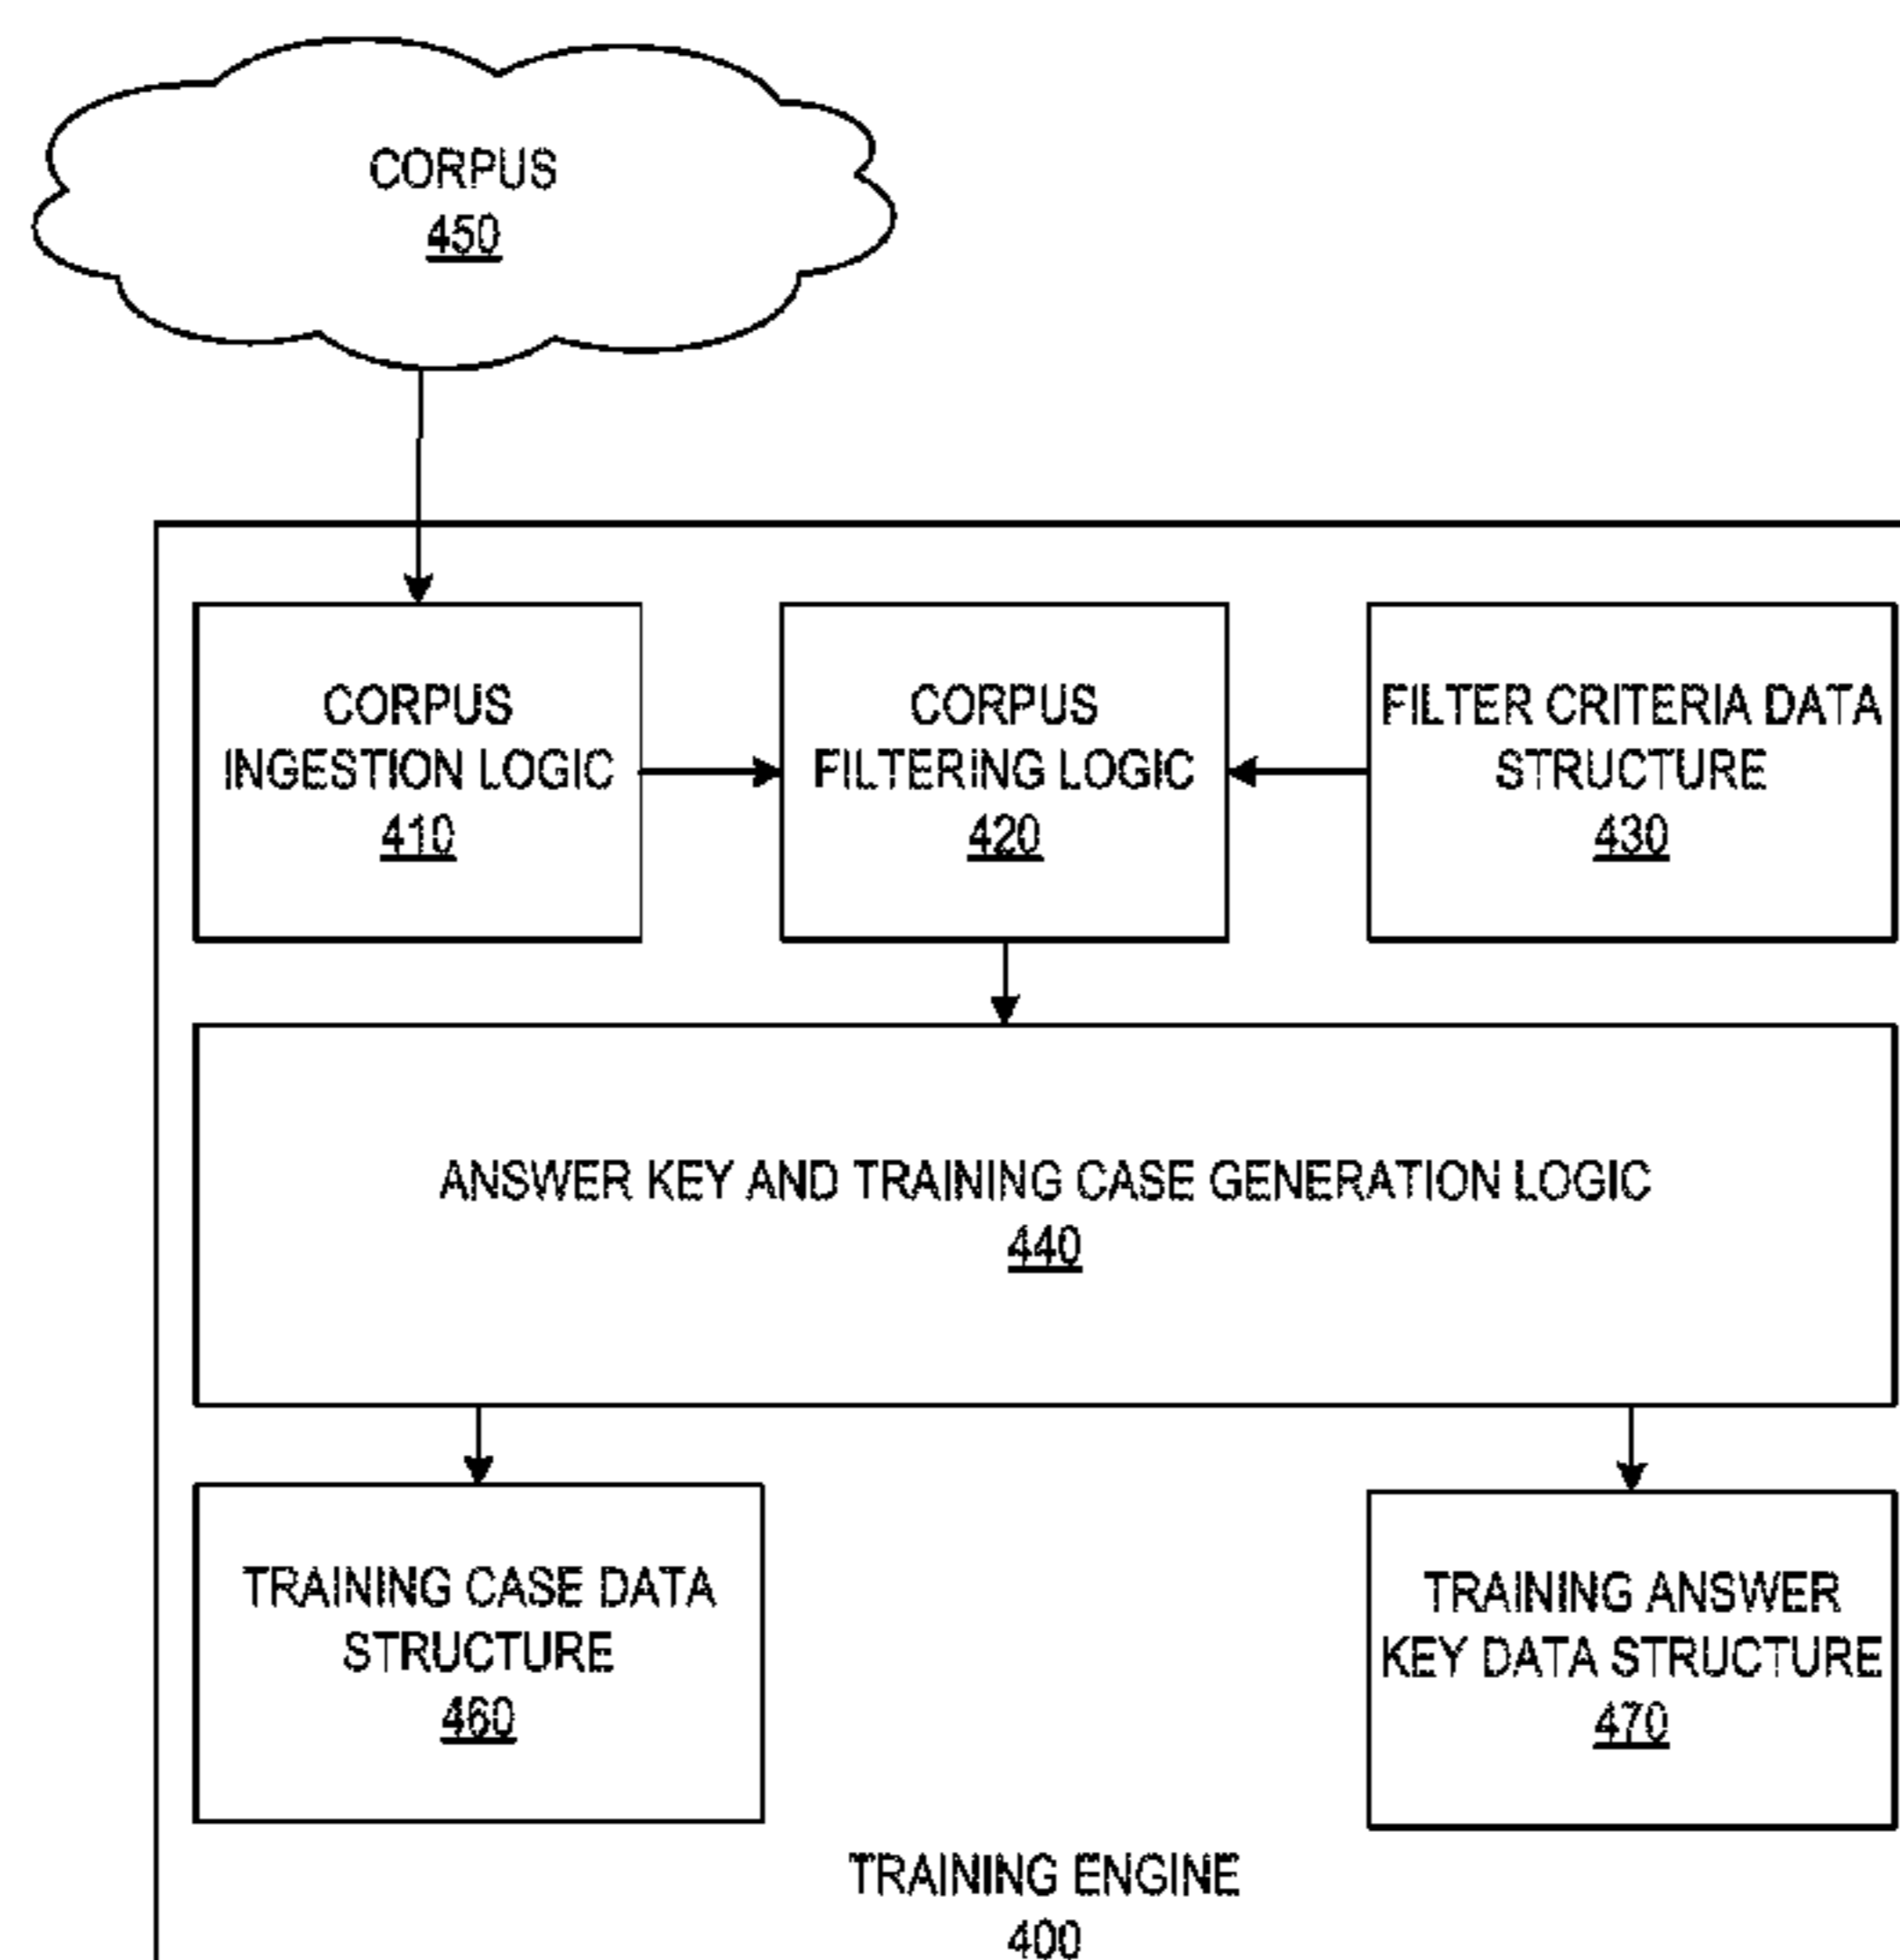 CORPUS
450
CORPUS
INGESTION LOGIC
410
CORPUS
FILTERING LOGIC
420
FILTER CRITERIA DATA
STRUCTURE
430
ANSWER KEY AND TRAINING CASE GENERATION LOGIC
440
TRAINING CASE DATA
STRUCTURE
460
TRAINING ANSWER
KEY DATA STRUCTURE
470
TRAINING ENGINE
400